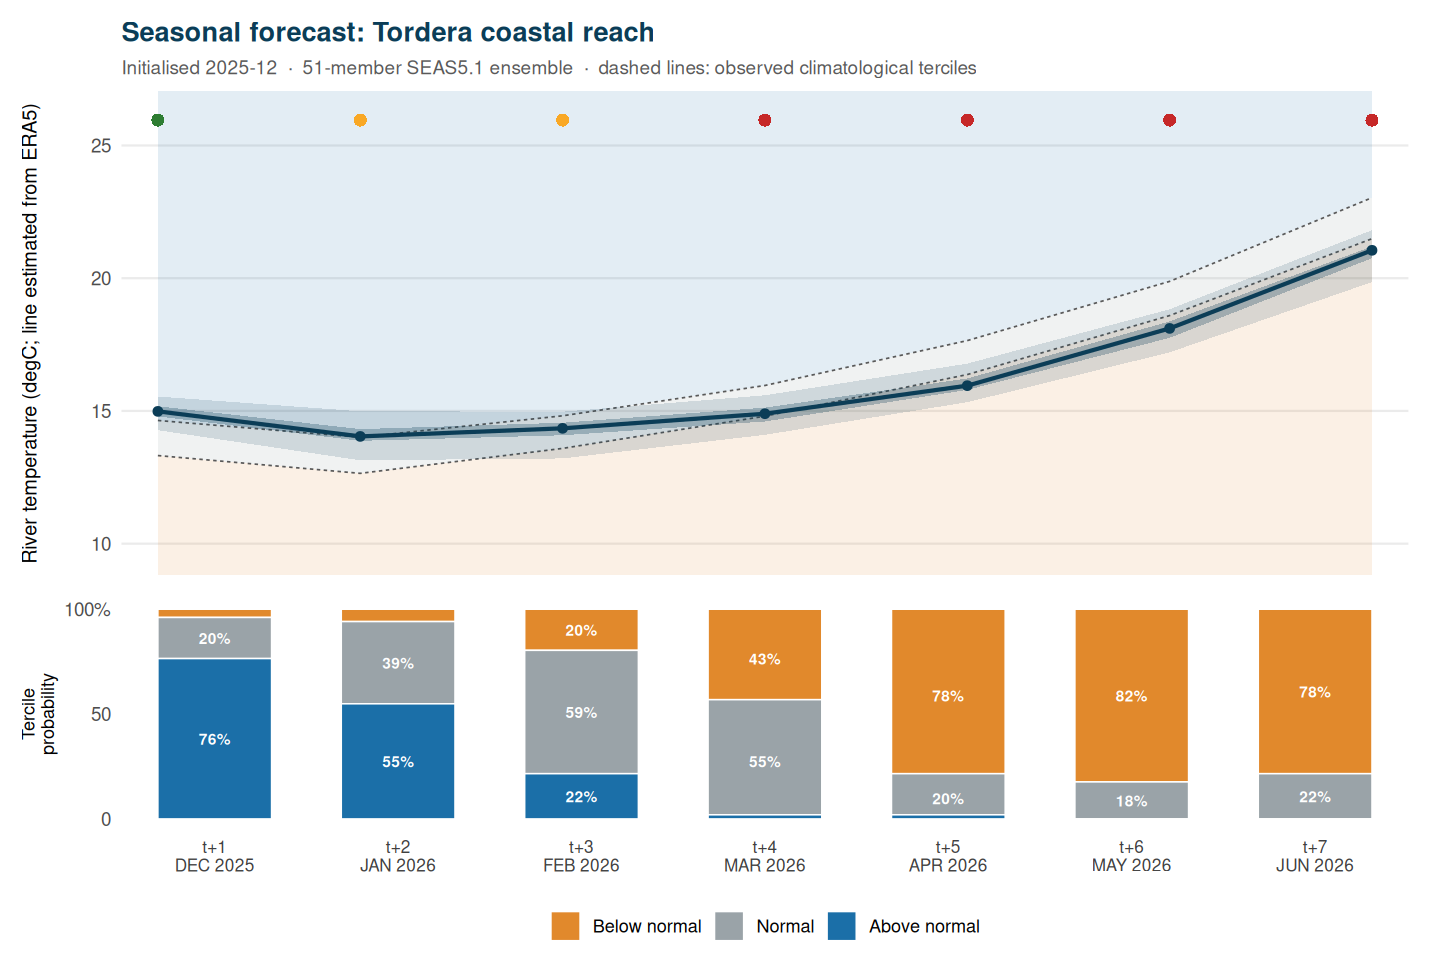 Seasonal forecast: Tordera coastal reach
Initialised 2025-12 · 51-member SEAS5.1 ensemble · dashed lines: observed climatological terciles
River temperature (degC; line estimated from ERA5)
25
20
15
10
Tercile
probability
100%
50
0
20%
76%
39%
55%
20%
59%
22%
43%
55%
78%
20%
82%
18%
78%
22%
t+1
DEC 2025
t+2
JAN 2026
t+3
FEB 2026
t+4
MAR 2026
t+5
APR 2026
t+6
MAY 2026
t+7
JUN 2026
Below normal
Normal
Above normal